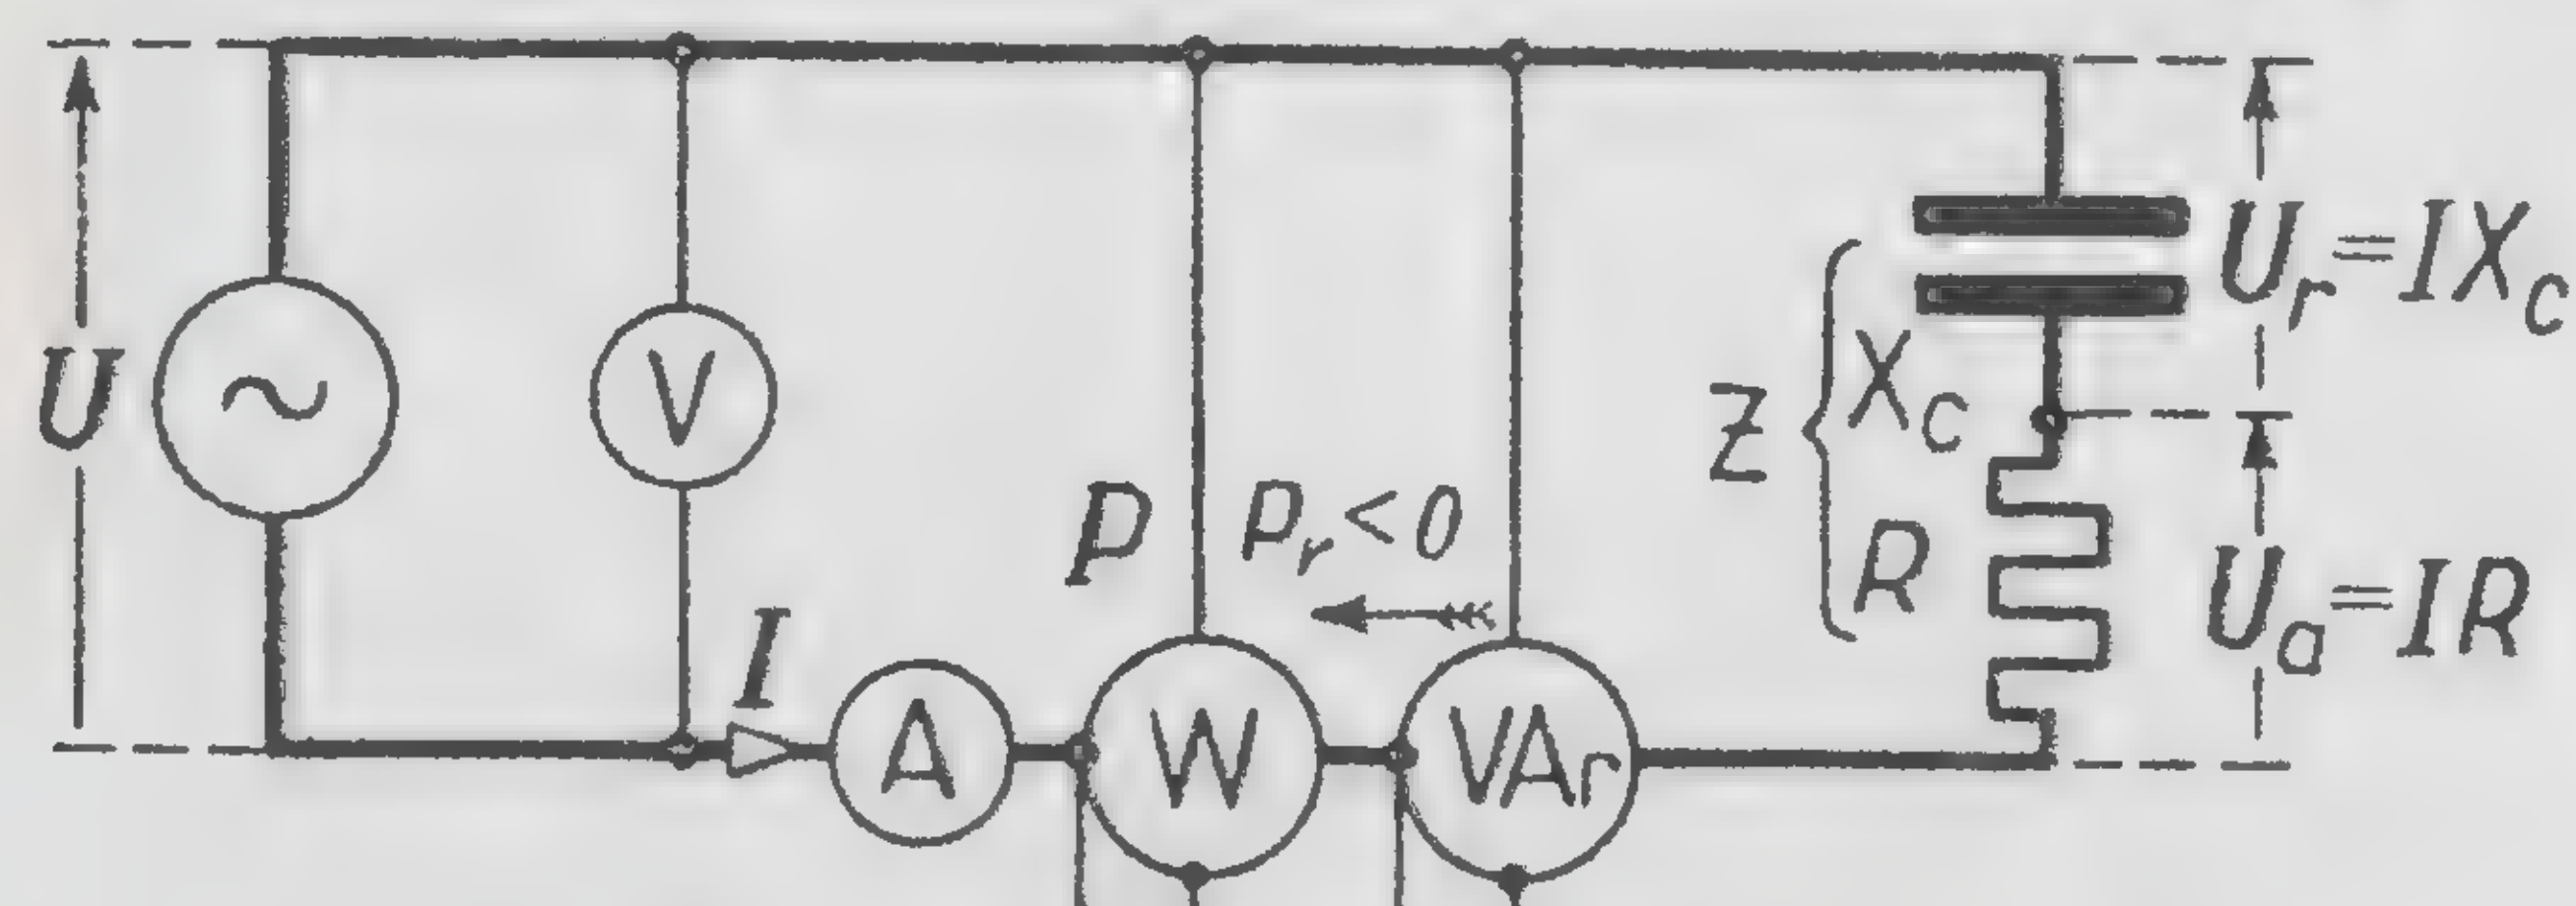 U
~
V
I
A
P
W
P_r < 0
VAr
Z
X_C
R
U_r = IX_C
U_a = IR